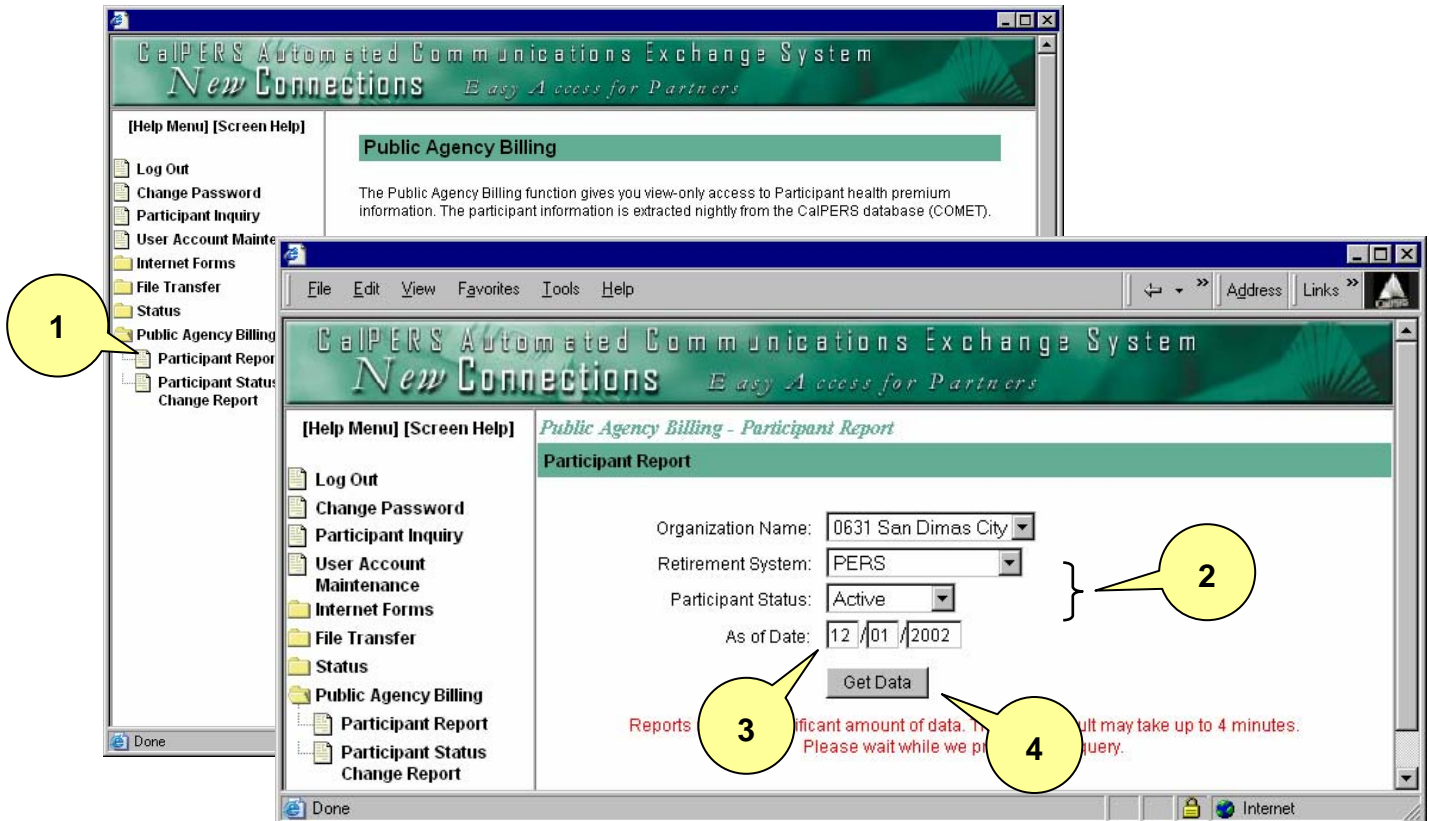 CalPERS Automated Communications Exchange System
New Connections Easy Access for Partners
[Help Menu] [Screen Help]
Log Out
Change Password
Participant Inquiry
User Account
Internet Forms
File Transfer
Status
Public Agency Billing
Participant
Participant
Change Report
Public Agency Billing
The Public Agency Billing function gives you view-only access to Participant health premium
information. The participant information is extracted nightly from the CalPERS database (COMET).
Done
1
File Edit View Favorites Tools Help
Address Links »
CalPERS Automated Communications Exchange System
New Connections Easy Access for Partners
[Help Menu] [Screen Help]
Log Out
Change Password
Participant Inquiry
User Account
Maintenance
Internet Forms
File Transfer
Status
Public Agency Billing
Participant Report
Participant Status
Change Report
Public Agency Billing - Participant Report
Participant Report
Organization Name: 0631 San Dimas City
Retirement System: PERS
Participant Status: Active
As of Date: 12 /01 /2002
Get Data
Reports amount of data. may take up to 4 minutes.
Please wait while we query.
2
3
4
Done
Internet